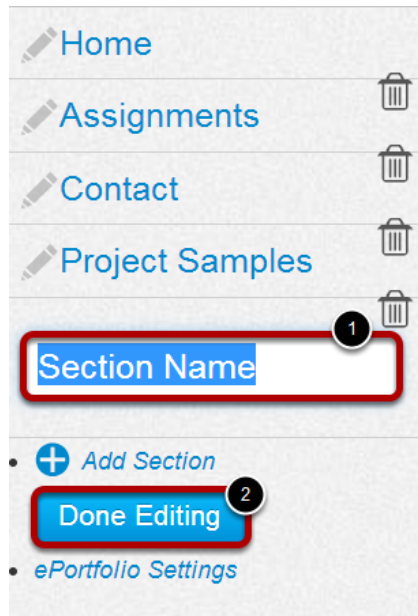 Home
Assignments
Contact
Project Samples
1
Section Name
Add Section
2
Done Editing
ePortfolio Settings